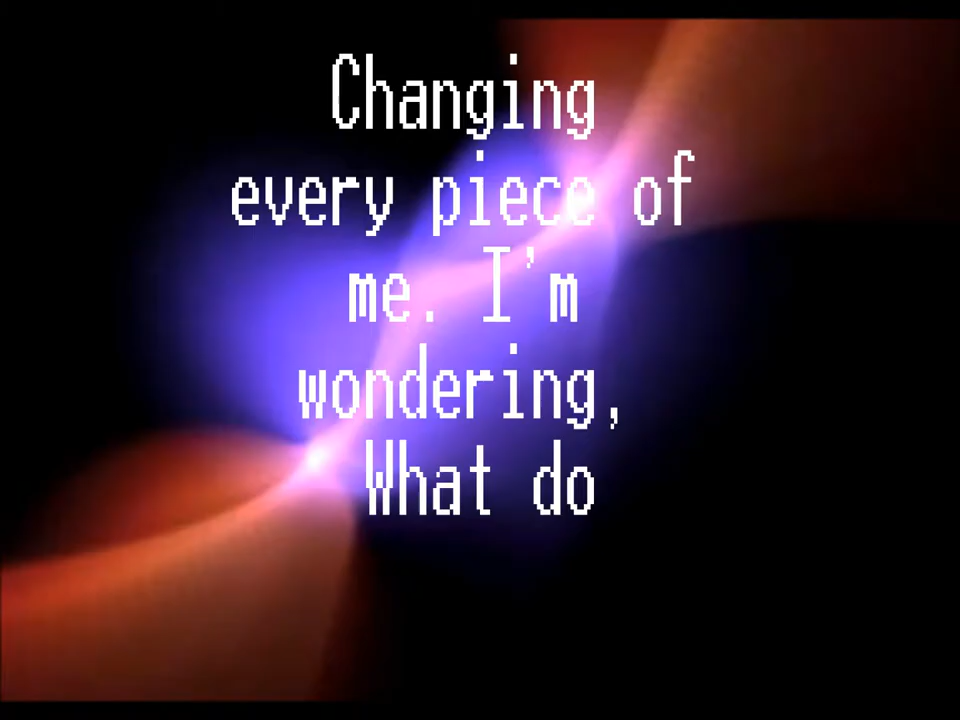 Changing
every piece of
me. I'm
wondering,
What do